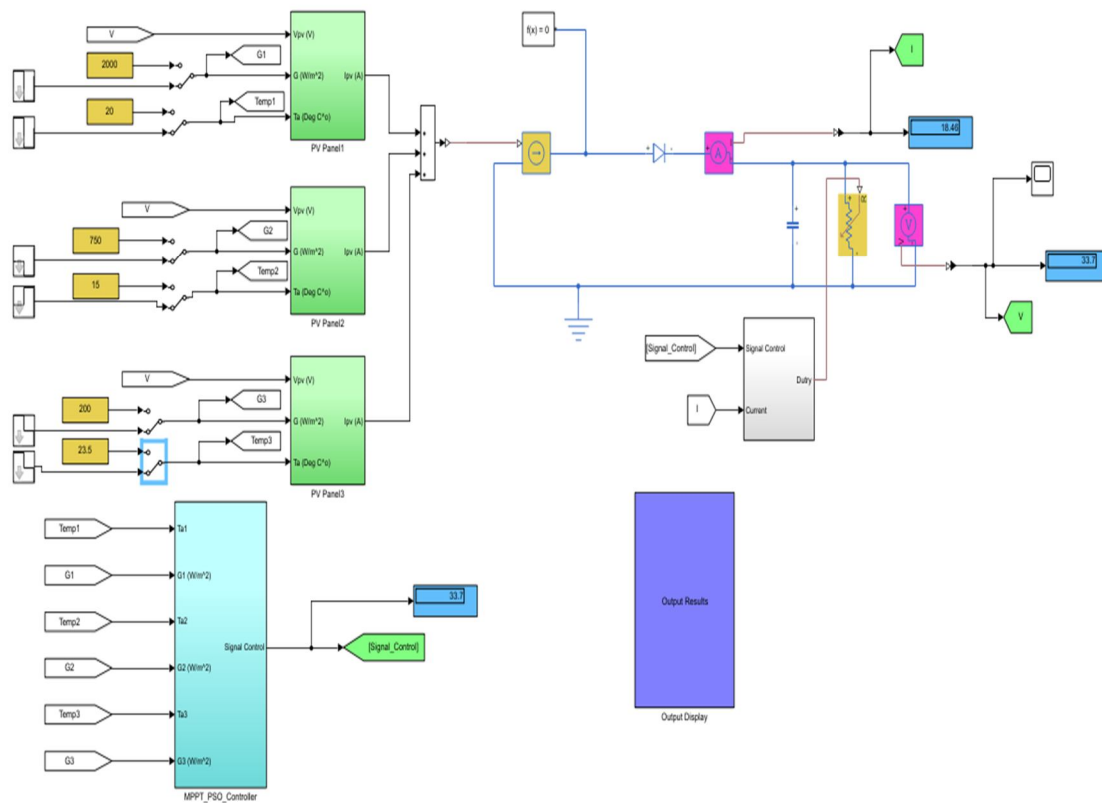 V
Vpv (V)
2000
G1
G (W/m^2)
Ipv (A)
20
Temp1
Ta (Deg C^o)
PV Panel1
V
Vpv (V)
750
G2
G (W/m^2)
Ipv (A)
15
Temp2
Ta (Deg C^o)
PV Panel2
V
Vpv (V)
200
G3
G (W/m^2)
Ipv (A)
23.5
Temp3
Ta (Deg C^o)
PV Panel3
f(x) = 0
A
I
18.46
V
33.7
V
[Signal_Control]
Signal Control
Dutry
I
Current
Temp1
Ta1
G1
G1 (W/m^2)
Temp2
Ta2
Signal Control
G2
G2 (W/m^2)
Temp3
Ta3
G3
G3 (W/m^2)
MPPT_PSO_Controller
33.7
[Signal_Control]
Output Results
Output Display